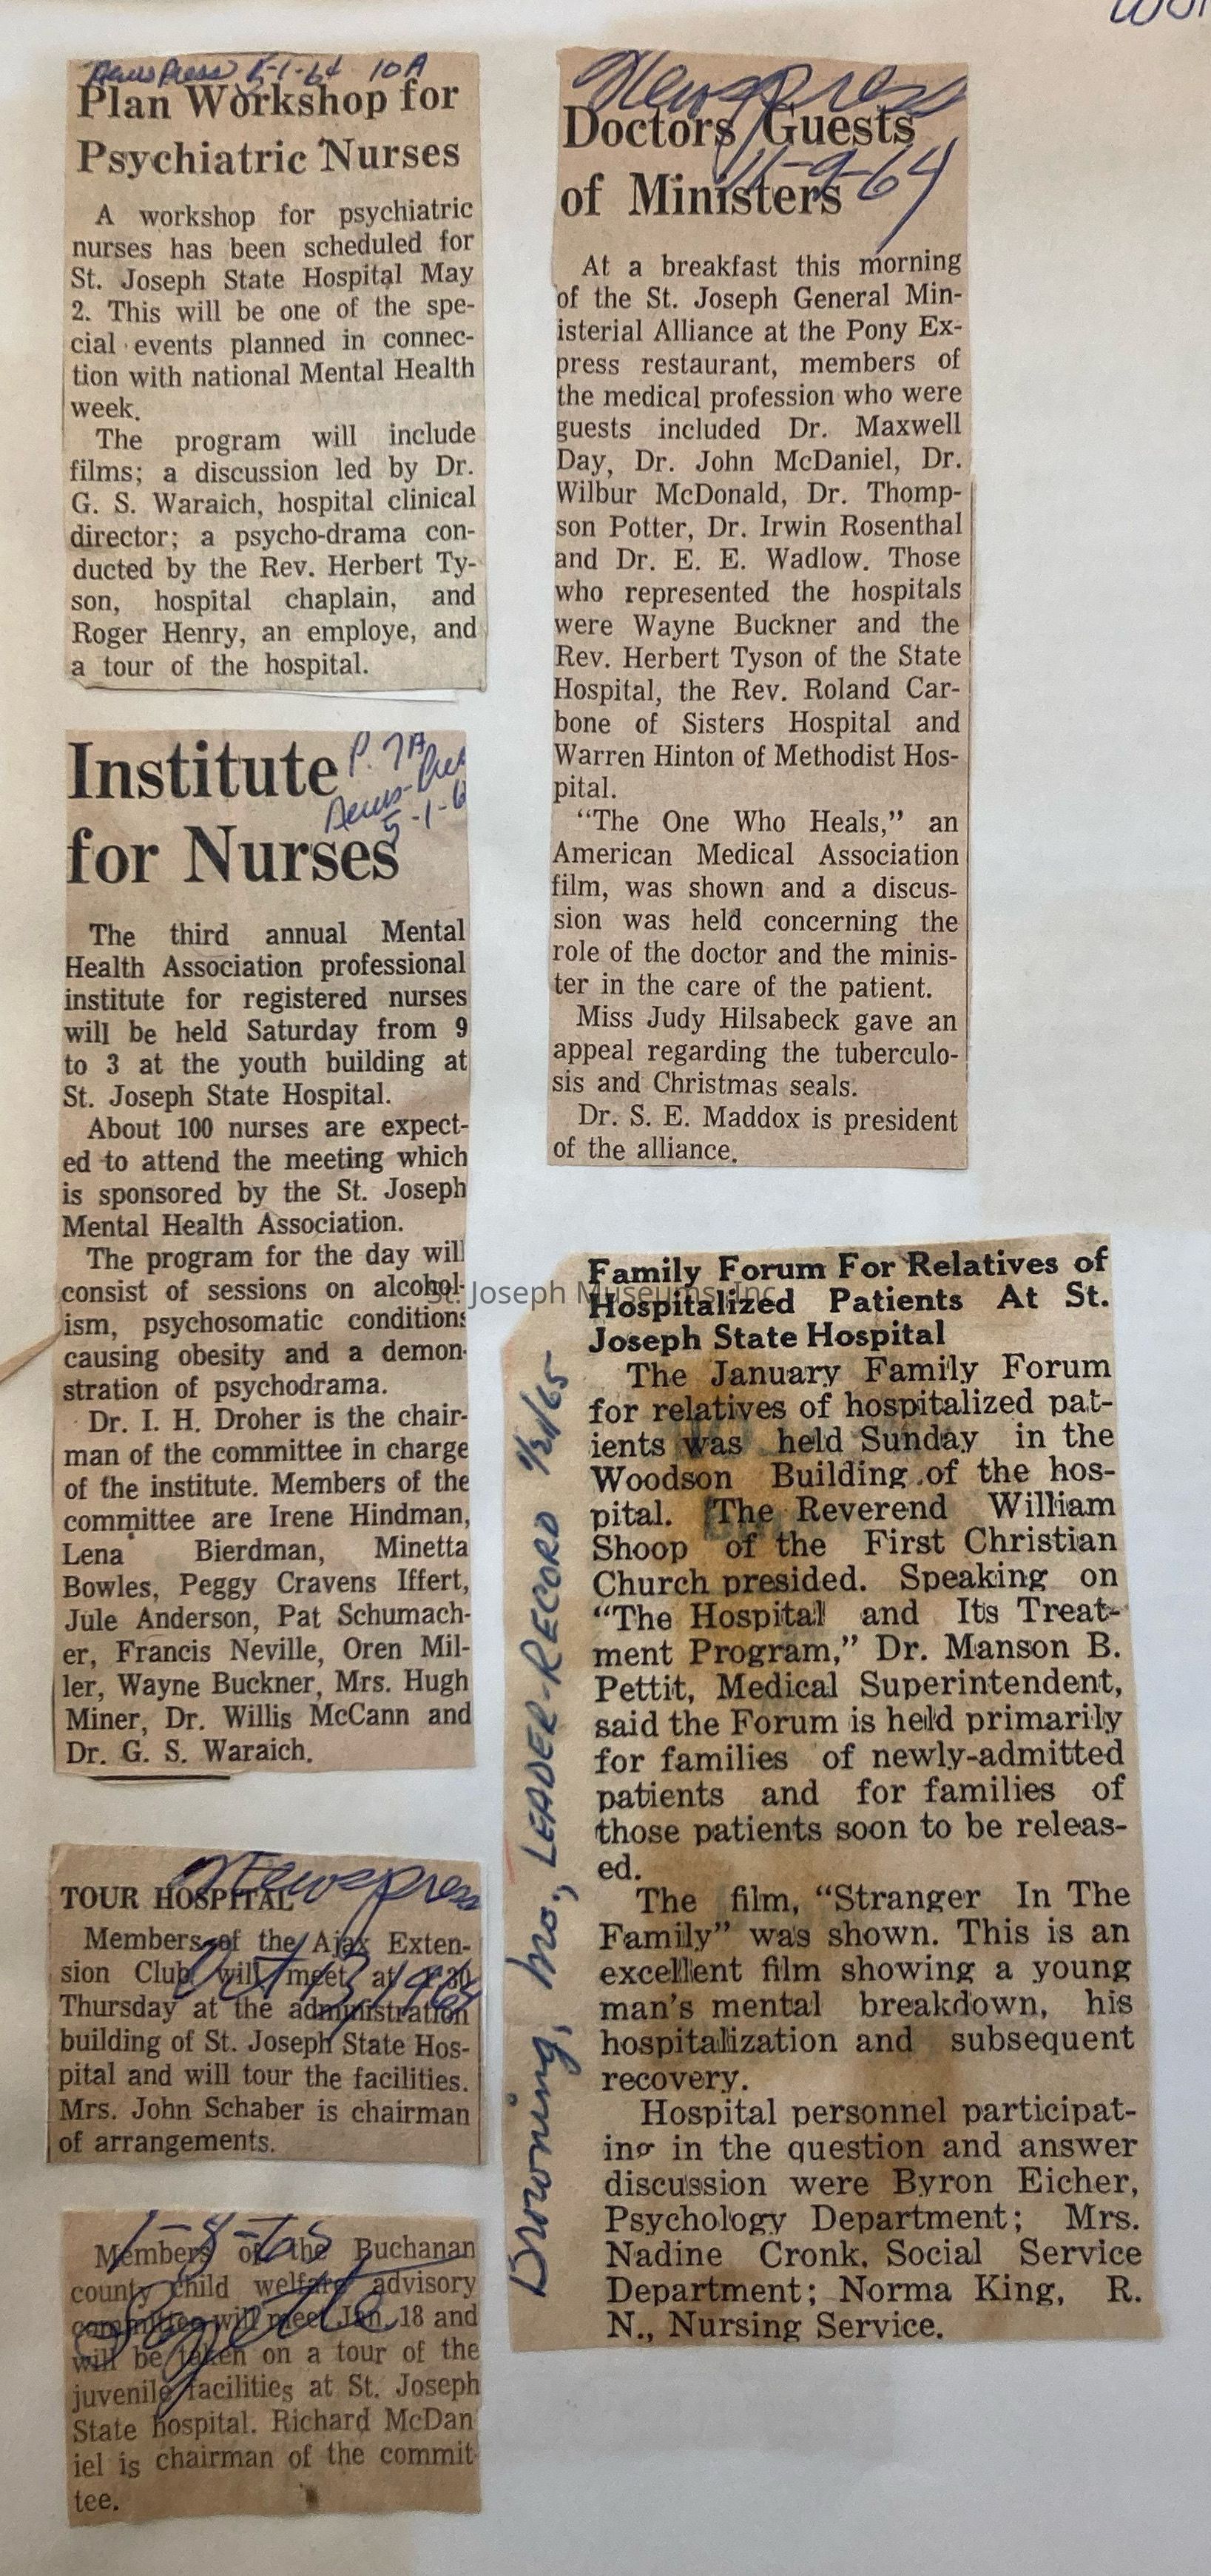 News Press 5-1-64 10A
Plan Workshop for
Psychiatric Nurses
A workshop for psychiatric
nurses has been scheduled for
St. Joseph State Hospital May
2. This will be one of the spe-
cial events planned in connec-
tion with national Mental Health
week.
The program will include
films; a discussion led by Dr.
G. S. Waraich, hospital clinical
director; a psycho-drama con-
ducted by the Rev. Herbert Ty-
son, hospital chaplain, and
Roger Henry, an employe, and
a tour of the hospital.
Institute
for Nurses
P. 7A
News-Pres
5-1-6
The third annual Mental
Health Association professional
institute for registered nurses
will be held Saturday from 9
to 3 at the youth building at
St. Joseph State Hospital.
About 100 nurses are expect-
ed to attend the meeting which
is sponsored by the St. Joseph
Mental Health Association.
The program for the day will
consist of sessions on alcohol-
ism, psychosomatic conditions
causing obesity and a demon-
stration of psychodrama.
Dr. I. H. Droher is the chair-
man of the committee in charge
of the institute. Members of the
committee are Irene Hindman,
Lena Bierdman, Minetta
Bowles, Peggy Cravens Iffert,
Jule Anderson, Pat Schumach-
er, Francis Neville, Oren Mil-
ler, Wayne Buckner, Mrs. Hugh
Miner, Dr. Willis McCann and
Dr. G. S. Waraich.
Newspress
TOUR HOSPITAL
Members of the Ajax Exten-
sion Club will meet at
Thursday at the administration
building of St. Joseph State Hos-
pital and will tour the facilities.
Mrs. John Schaber is chairman
of arrangements.
Oct 13, 1964
1-8-65
Gazette
Members of the Buchanan
county child welfare advisory
committee will meet Jan. 18 and
will be taken on a tour of the
juvenile facilities at St. Joseph
State hospital. Richard McDan
iel is chairman of the commit-
tee.
Newspress
11-9-64
Doctors Guests
of Ministers
At a breakfast this morning
of the St. Joseph General Min-
isterial Alliance at the Pony Ex-
press restaurant, members of
the medical profession who were
guests included Dr. Maxwell
Day, Dr. John McDaniel, Dr.
Wilbur McDonald, Dr. Thomp-
son Potter, Dr. Irwin Rosenthal
and Dr. E. E. Wadlow. Those
who represented the hospitals
were Wayne Buckner and the
Rev. Herbert Tyson of the State
Hospital, the Rev. Roland Car-
bone of Sisters Hospital and
Warren Hinton of Methodist Hos-
pital.
"The One Who Heals," an
American Medical Association
film, was shown and a discus-
sion was held concerning the
role of the doctor and the minis-
ter in the care of the patient.
Miss Judy Hilsabeck gave an
appeal regarding the tuberculo-
sis and Christmas seals.
Dr. S. E. Maddox is president
of the alliance.
St. Joseph Museums, Inc.
Downing, Mo., LEADER-RECORD 1/21/65
Family Forum For Relatives of
Hospitalized Patients At St.
Joseph State Hospital
The January Family Forum
for relatives of hospitalized pat-
ients was held Sunday in the
Woodson Building of the hos-
pital. The Reverend William
Shoop of the First Christian
Church presided. Speaking on
"The Hospital and Its Treat-
ment Program," Dr. Manson B.
Pettit, Medical Superintendent,
said the Forum is held primarily
for families of newly-admitted
patients and for families of
those patients soon to be releas-
ed.
The film, "Stranger In The
Family" was shown. This is an
excellent film showing a young
man's mental breakdown, his
hospitalization and subsequent
recovery.
Hospital personnel participat-
ing in the question and answer
discussion were Byron Eicher,
Psychology Department; Mrs.
Nadine Cronk, Social Service
Department; Norma King, R.
N., Nursing Service.